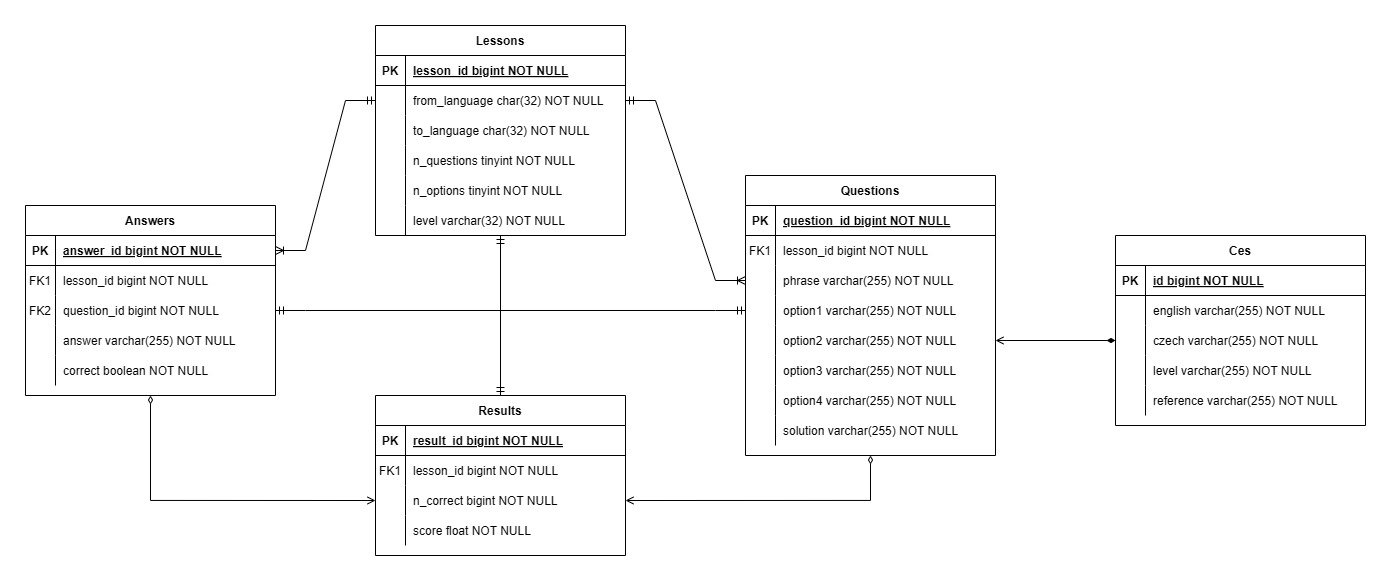 Lessons
PK lesson_id bigint NOT NULL
from_language char(32) NOT NULL
to_language char(32) NOT NULL
n_questions tinyint NOT NULL
n_options tinyint NOT NULL
level varchar(32) NOT NULL
Answers
PK answer_id bigint NOT NULL
FK1 lesson_id bigint NOT NULL
FK2 question_id bigint NOT NULL
answer varchar(255) NOT NULL
correct boolean NOT NULL
Questions
PK question_id bigint NOT NULL
FK1 lesson_id bigint NOT NULL
phrase varchar(255) NOT NULL
option1 varchar(255) NOT NULL
option2 varchar(255) NOT NULL
option3 varchar(255) NOT NULL
option4 varchar(255) NOT NULL
solution varchar(255) NOT NULL
Ces
PK id bigint NOT NULL
english varchar(255) NOT NULL
czech varchar(255) NOT NULL
level varchar(255) NOT NULL
reference varchar(255) NOT NULL
Results
PK result_id bigint NOT NULL
FK1 lesson_id bigint NOT NULL
n_correct bigint NOT NULL
score float NOT NULL